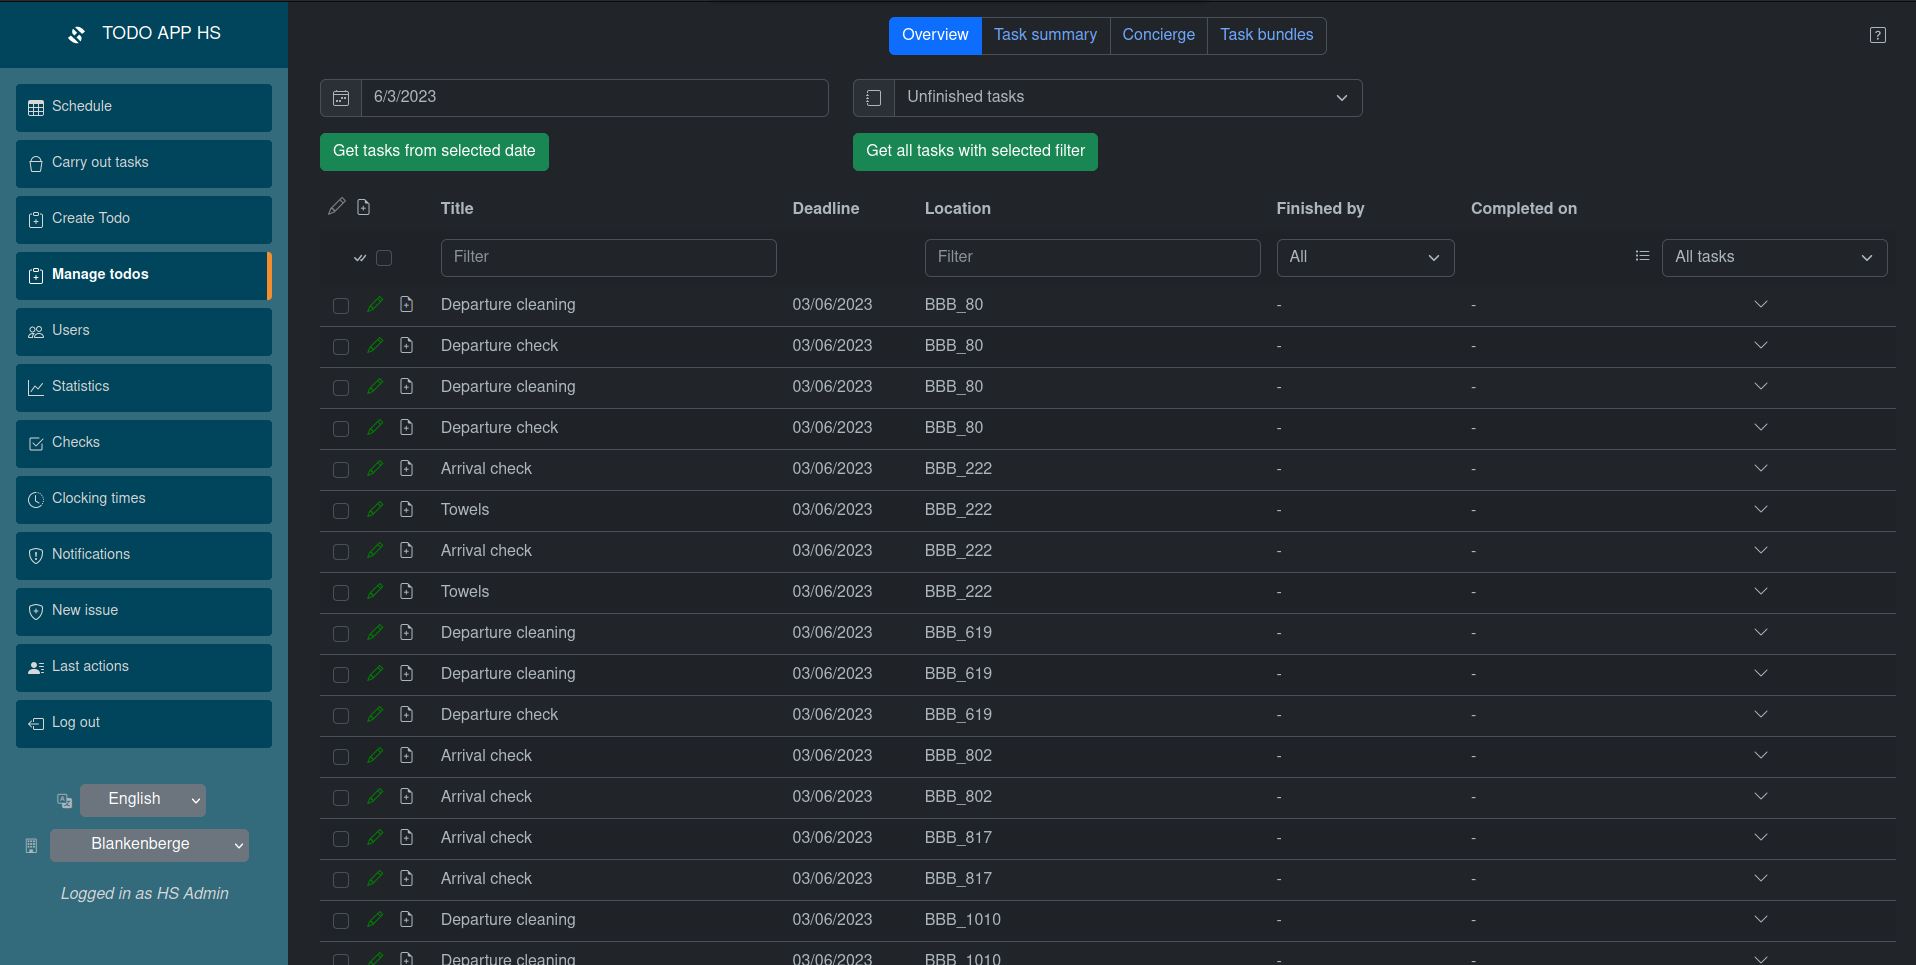 TODO APP HS
Schedule
Carry out tasks
Create Todo
Manage todos
Users
Statistics
Checks
Clocking times
Notifications
New issue
Last actions
Log out
English
Blankenberge
Logged in as HS Admin
Overview Task summary Concierge Task bundles
6/3/2023 Unfinished tasks
Get tasks from selected date Get all tasks with selected filter
Title Deadline Location Finished by Completed on
Filter Filter All All tasks
Departure cleaning 03/06/2023 BBB_80 - -
Departure check 03/06/2023 BBB_80 - -
Departure cleaning 03/06/2023 BBB_80 - -
Departure check 03/06/2023 BBB_80 - -
Arrival check 03/06/2023 BBB_222 - -
Towels 03/06/2023 BBB_222 - -
Arrival check 03/06/2023 BBB_222 - -
Towels 03/06/2023 BBB_222 - -
Departure cleaning 03/06/2023 BBB_619 - -
Departure cleaning 03/06/2023 BBB_619 - -
Departure check 03/06/2023 BBB_619 - -
Arrival check 03/06/2023 BBB_802 - -
Arrival check 03/06/2023 BBB_802 - -
Arrival check 03/06/2023 BBB_817 - -
Arrival check 03/06/2023 BBB_817 - -
Departure cleaning 03/06/2023 BBB_1010 - -
Departure cleaning 03/06/2023 BBB_1010 - -